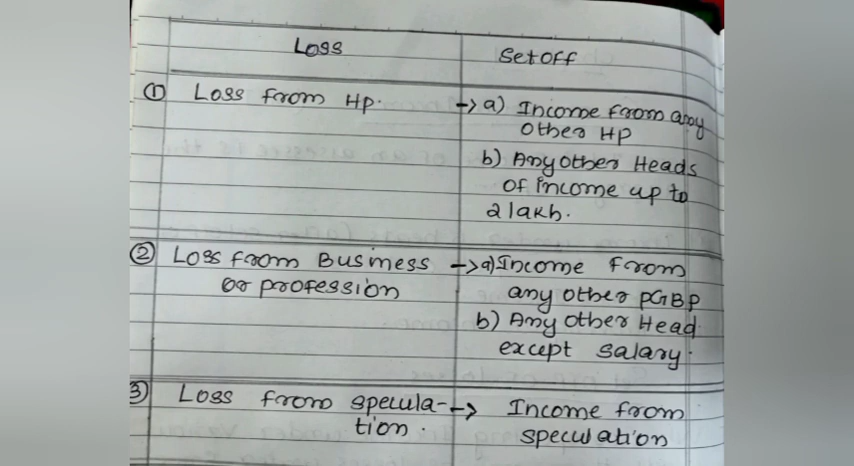 Loss Setoff
① Loss from HP. → a) Income from any
other HP
b) Any other Heads
of income up to
2 lakh.
② Loss from Business → a) Income from
or profession any other PGBP
b) Any other Head
except salary.
③ Loss from specula- → Income from
tion. speculation